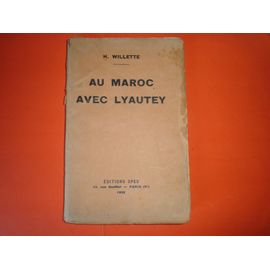 H. WILLETTE
AU MAROC
AVEC LYAUTEY
ÉDITIONS SPES
PARIS